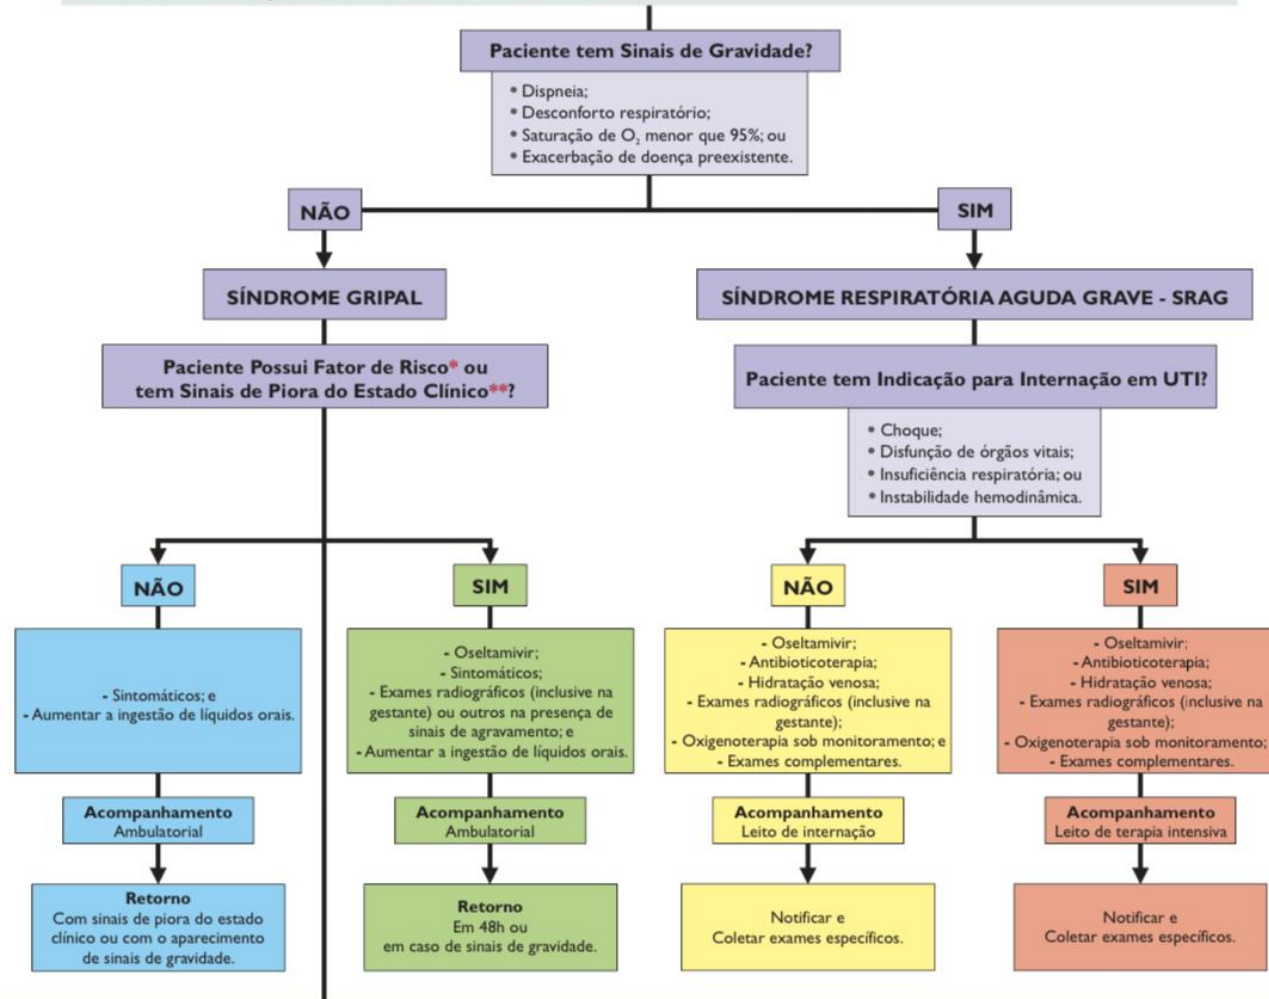 Paciente tem Sinais de Gravidade?
• Dispneia;
• Desconforto respiratório;
• Saturação de O₂ menor que 95%; ou
• Exacerbação de doença preexistente.
NÃO
SIM
SÍNDROME GRIPAL
SÍNDROME RESPIRATÓRIA AGUDA GRAVE - SRAG
Paciente Possui Fator de Risco* ou
tem Sinais de Piora do Estado Clínico**?
Paciente tem Indicação para Internação em UTI?
• Choque;
• Disfunção de órgãos vitais;
• Insuficiência respiratória; ou
• Instabilidade hemodinâmica.
NÃO
SIM
NÃO
SIM
- Sintomáticos; e
- Aumentar a ingestão de líquidos orais.
- Oseltamivir;
- Sintomáticos;
- Exames radiográficos (inclusive na
gestante) ou outros na presença de
sinais de agravamento; e
- Aumentar a ingestão de líquidos orais.
- Oseltamivir;
- Antibioticoterapia;
- Hidratação venosa;
- Exames radiográficos (inclusive na
gestante);
- Oxigenoterapia sob monitoramento; e
- Exames complementares.
- Oseltamivir;
- Antibioticoterapia;
- Hidratação venosa;
- Exames radiográficos (inclusive na
gestante);
- Oxigenoterapia sob monitoramento;
- Exames complementares.
Acompanhamento
Ambulatorial
Acompanhamento
Ambulatorial
Acompanhamento
Leito de internação
Acompanhamento
Leito de terapia intensiva
Retorno
Com sinais de piora do estado
clínico ou com o aparecimento
de sinais de gravidade.
Retorno
Em 48h ou
em caso de sinais de gravidade.
Notificar e
Coletar exames específicos.
Notificar e
Coletar exames específicos.